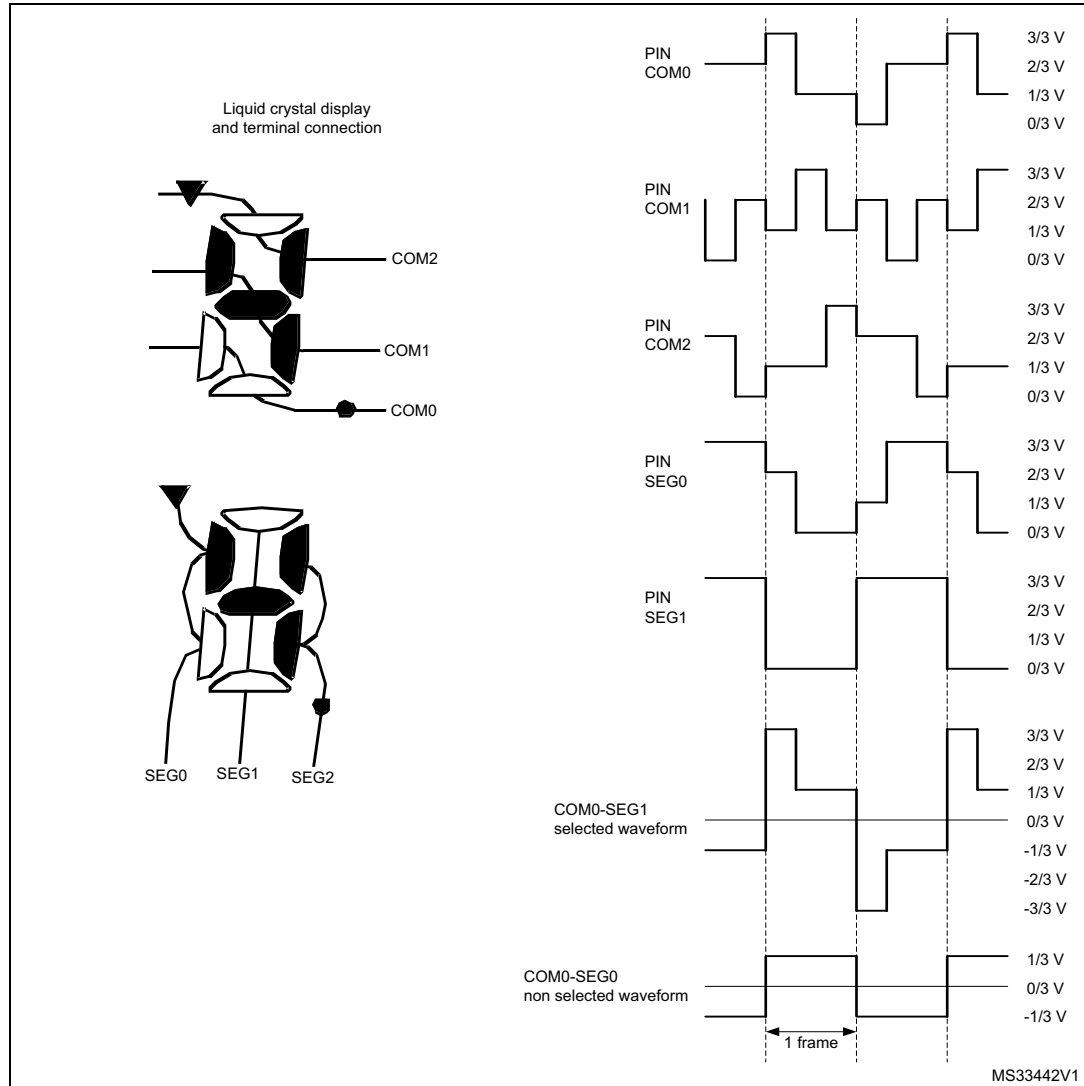 Liquid crystal display
and terminal connection
COM2
COM1
COM0
SEG0
SEG1
SEG2
PIN
COM0
3/3 V
2/3 V
1/3 V
0/3 V
PIN
COM1
3/3 V
2/3 V
1/3 V
0/3 V
PIN
COM2
3/3 V
2/3 V
1/3 V
0/3 V
PIN
SEG0
3/3 V
2/3 V
1/3 V
0/3 V
PIN
SEG1
3/3 V
2/3 V
1/3 V
0/3 V
COM0-SEG1
selected waveform
3/3 V
2/3 V
1/3 V
0/3 V
-1/3 V
-2/3 V
-3/3 V
COM0-SEG0
non selected waveform
1/3 V
0/3 V
-1/3 V
1 frame
MS33442V1